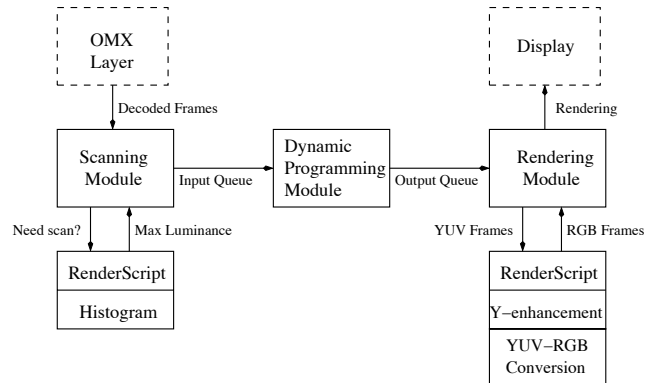 OMX
Layer
Display
Decoded Frames
Rendering
Scanning
Module
Dynamic
Programming
Module
Rendering
Module
Input Queue
Output Queue
Need scan?
Max Luminance
YUV Frames
RGB Frames
RenderScript
Histogram
RenderScript
Y−enhancement
YUV−RGB
Conversion